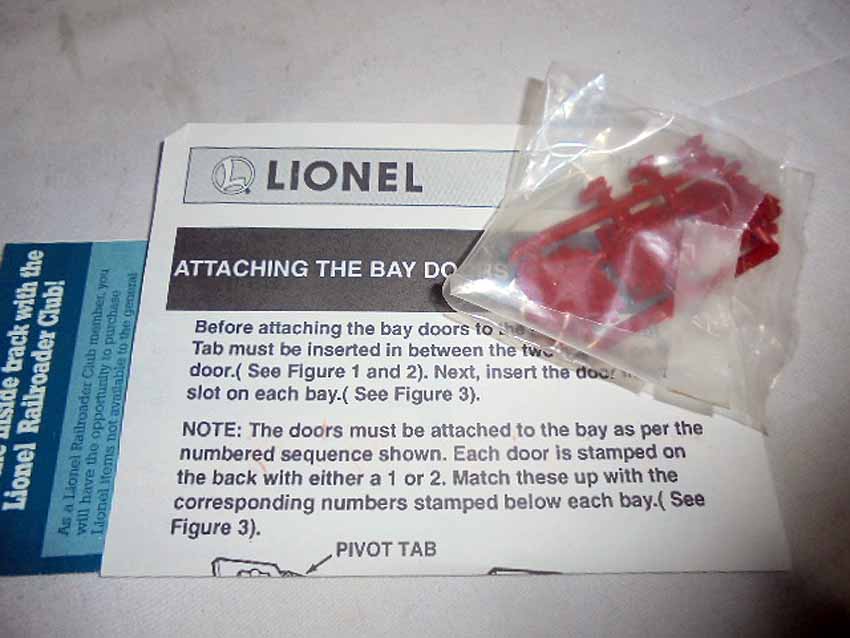 LIONEL
ATTACHING THE BAY DOORS
Before attaching the bay doors to the
Tab must be inserted in between the two
door.( See Figure 1 and 2). Next, insert the door
slot on each bay.( See Figure 3).
NOTE: The doors must be attached to the bay as per the
numbered sequence shown. Each door is stamped on
the back with either a 1 or 2. Match these up with the
corresponding numbers stamped below each bay.( See
Figure 3).
PIVOT TAB
inside track with the
Lionel Railroader Club!
As a Lionel Railroader Club member, you
will have the opportunity to purchase
Lionel items not available to the general